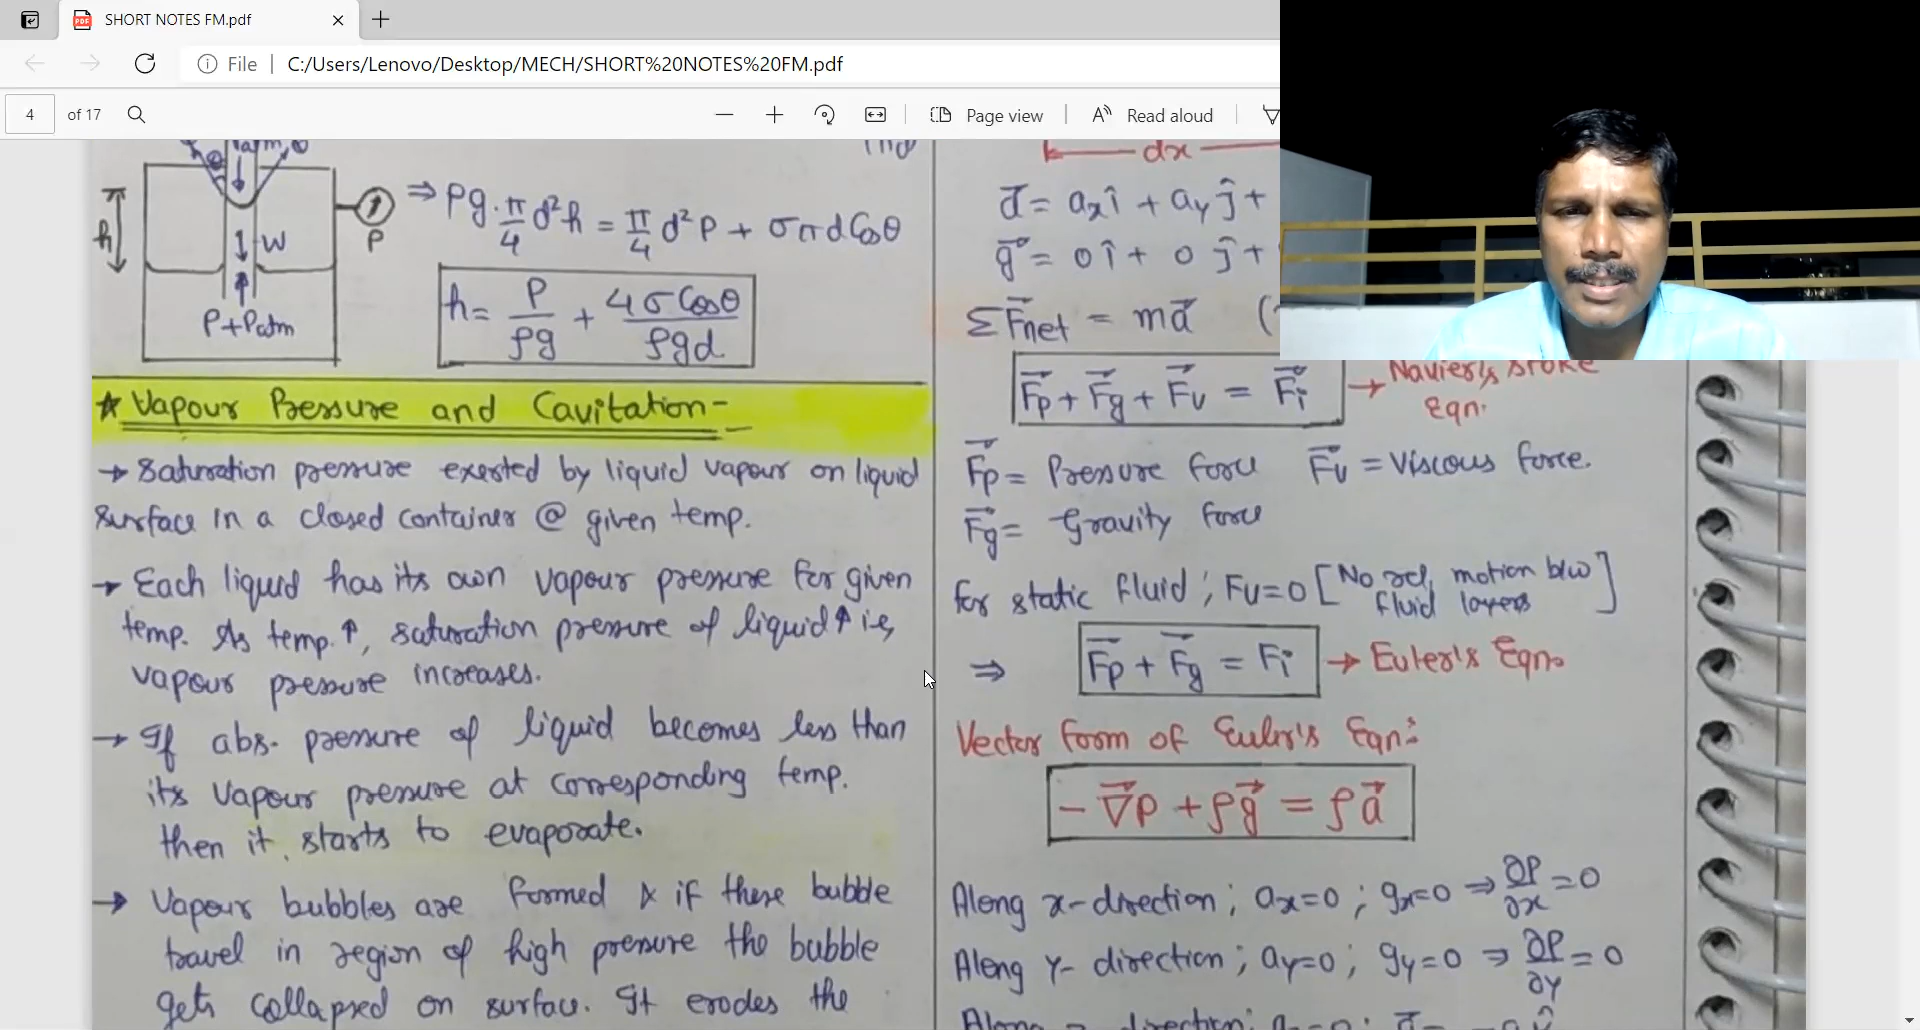 SHORT NOTES FM.pdf
File
C:/Users/Lenovo/Desktop/MECH/SHORT%20NOTES%20FM.pdf
4 of 17
Page view
Read aloud
h
W
P
P+Patm
⇒ ρg.π/4 d²h = π/4 d²P + σπdCosθ
h = P/ρg + 4σCosθ/ρgd
★ Vapour Pressure and Cavitation-
→ Saturation pressure exerted by liquid vapour on liquid
surface in a closed container @ given temp.
→ Each liquid has its own vapour pressure for given
temp. As temp.↑, saturation pressure of liquid↑ i.e,
vapour pressure increases.
→ If abs. pressure of liquid becomes less than
its vapour pressure at corresponding temp.
then it, starts to evaporate.
→ Vapour bubbles are formed & if these bubble
travel in region of high pressure the bubble
gets collapsed on surface. It erodes the
dx
a⃗ = axî + ayĵ +
g⃗ = 0î + 0ĵ +
ΣF⃗net = ma⃗
F⃗p + F⃗g + F⃗v = F⃗i → Navier's stoke
Eqn.
F⃗p = Pressure force F⃗v = Viscous force.
F⃗g = Gravity force
for static fluid ; Fv=0 [No rel. motion b/w
fluid layers]
⇒ F⃗p + F⃗g = Fi → Euler's Eqn.
Vector form of Euler's Eqn:
-∇⃗P + ρg⃗ = ρa⃗
Along x-direction ; ax=0 ; gx=0 ⇒ ∂P/∂x =0
Along Y- direction ; ay=0 ; gy=0 ⇒ ∂P/∂y = 0